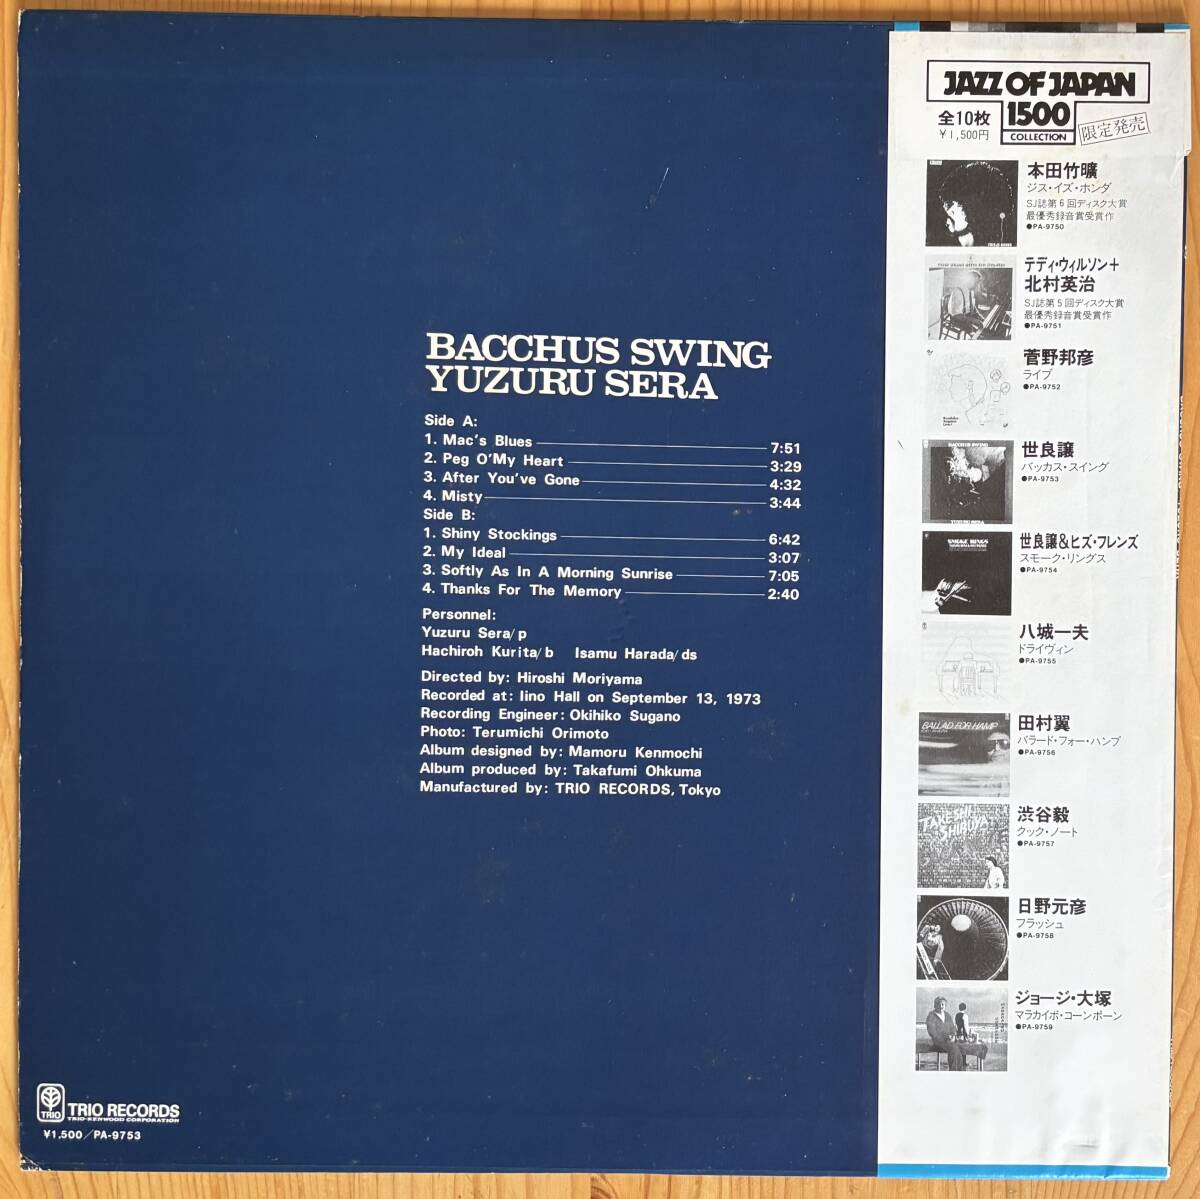 BACCHUS SWING
YUZURU SERA
Side A:
1. Mac's Blues 7:51
2. Peg O'My Heart 3:29
3. After You've Gone 4:32
4. Misty 3:44
Side B:
1. Shiny Stockings 6:42
2. My Ideal 3:07
3. Softly As In A Morning Sunrise 7:05
4. Thanks For The Memory 2:40
Personnel:
Yuzuru Sera/p
Hachiroh Kurita/b Isamu Harada/ds
Directed by: Hiroshi Moriyama
Recorded at: Iino Hall on September 13, 1973
Recording Engineer: Okihiko Sugano
Photo: Terumichi Orimoto
Album designed by: Mamoru Kenmochi
Album produced by: Takafumi Ohkuma
Manufactured by: TRIO RECORDS, Tokyo
TRIO
TRIO RECORDS
TRIO-KENWOOD CORPORATION
¥1,500/PA-9753
JAZZ OF JAPAN
1500
COLLECTION
全10枚
¥1,500円
限定発売
本田竹曠
ジス・イズ・ホンダ
SJ誌第6回ディスク大賞
最優秀録音賞受賞作
●PA-9750
テディ・ウィルソン+
北村英治
SJ誌第5回ディスク大賞
最優秀録音賞受賞作
●PA-9751
菅野邦彦
ライブ
●PA-9752
BACCHUS SWING
YUZURU SERA
世良譲
バッカス・スイング
●PA-9753
SMOKE RINGS
世良譲&ヒズ・フレンズ
スモーク・リングス
●PA-9754
八城一夫
ドライヴィン
●PA-9755
BALLAD FOR HAMP
田村翼
バラード・フォー・ハンプ
●PA-9756
TAKESHI
SHIBUYA
渋谷毅
クック・ノート
●PA-9757
日野元彦
フラッシュ
●PA-9758
ジョージ・大塚
マラカイボ・コーンポーン
●PA-9759